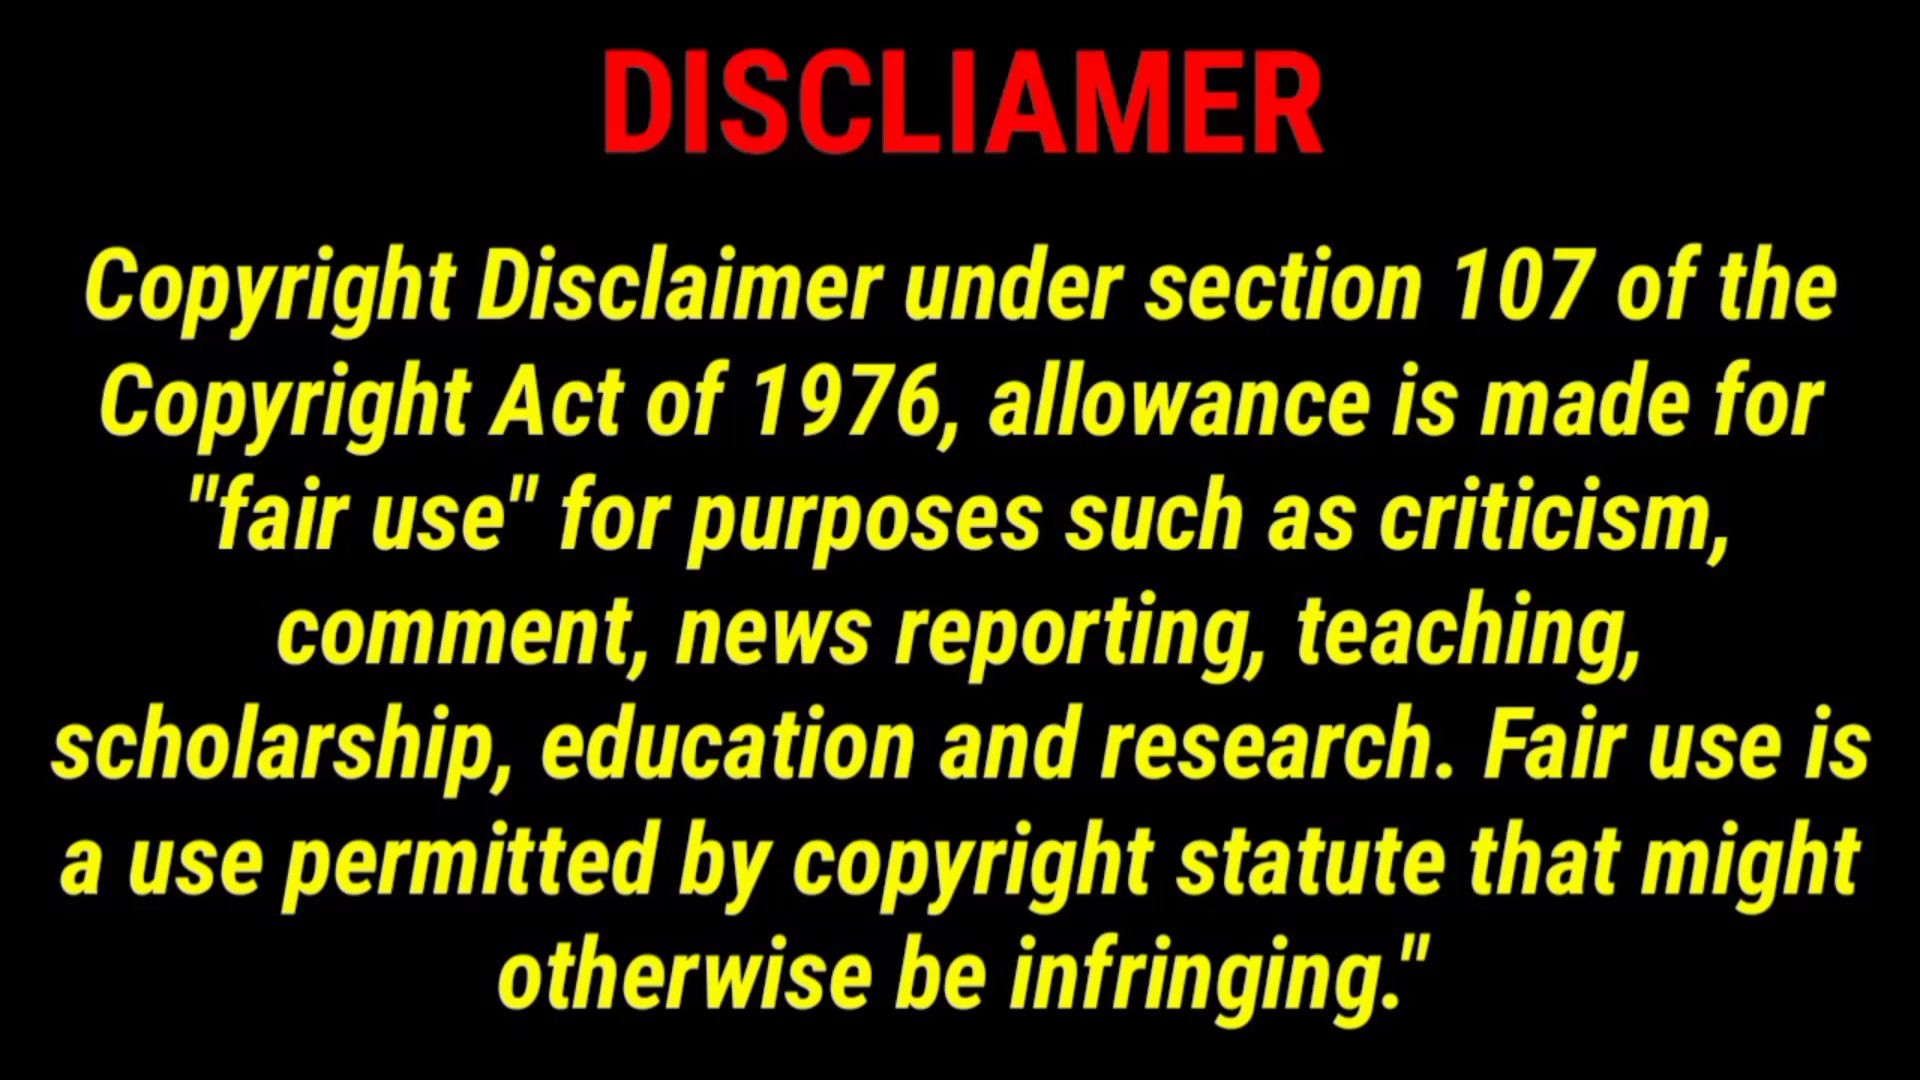 DISCLIAMER
Copyright Disclaimer under section 107 of the
Copyright Act of 1976, allowance is made for
"fair use" for purposes such as criticism,
comment, news reporting, teaching,
scholarship, education and research. Fair use is
a use permitted by copyright statute that might
otherwise be infringing."